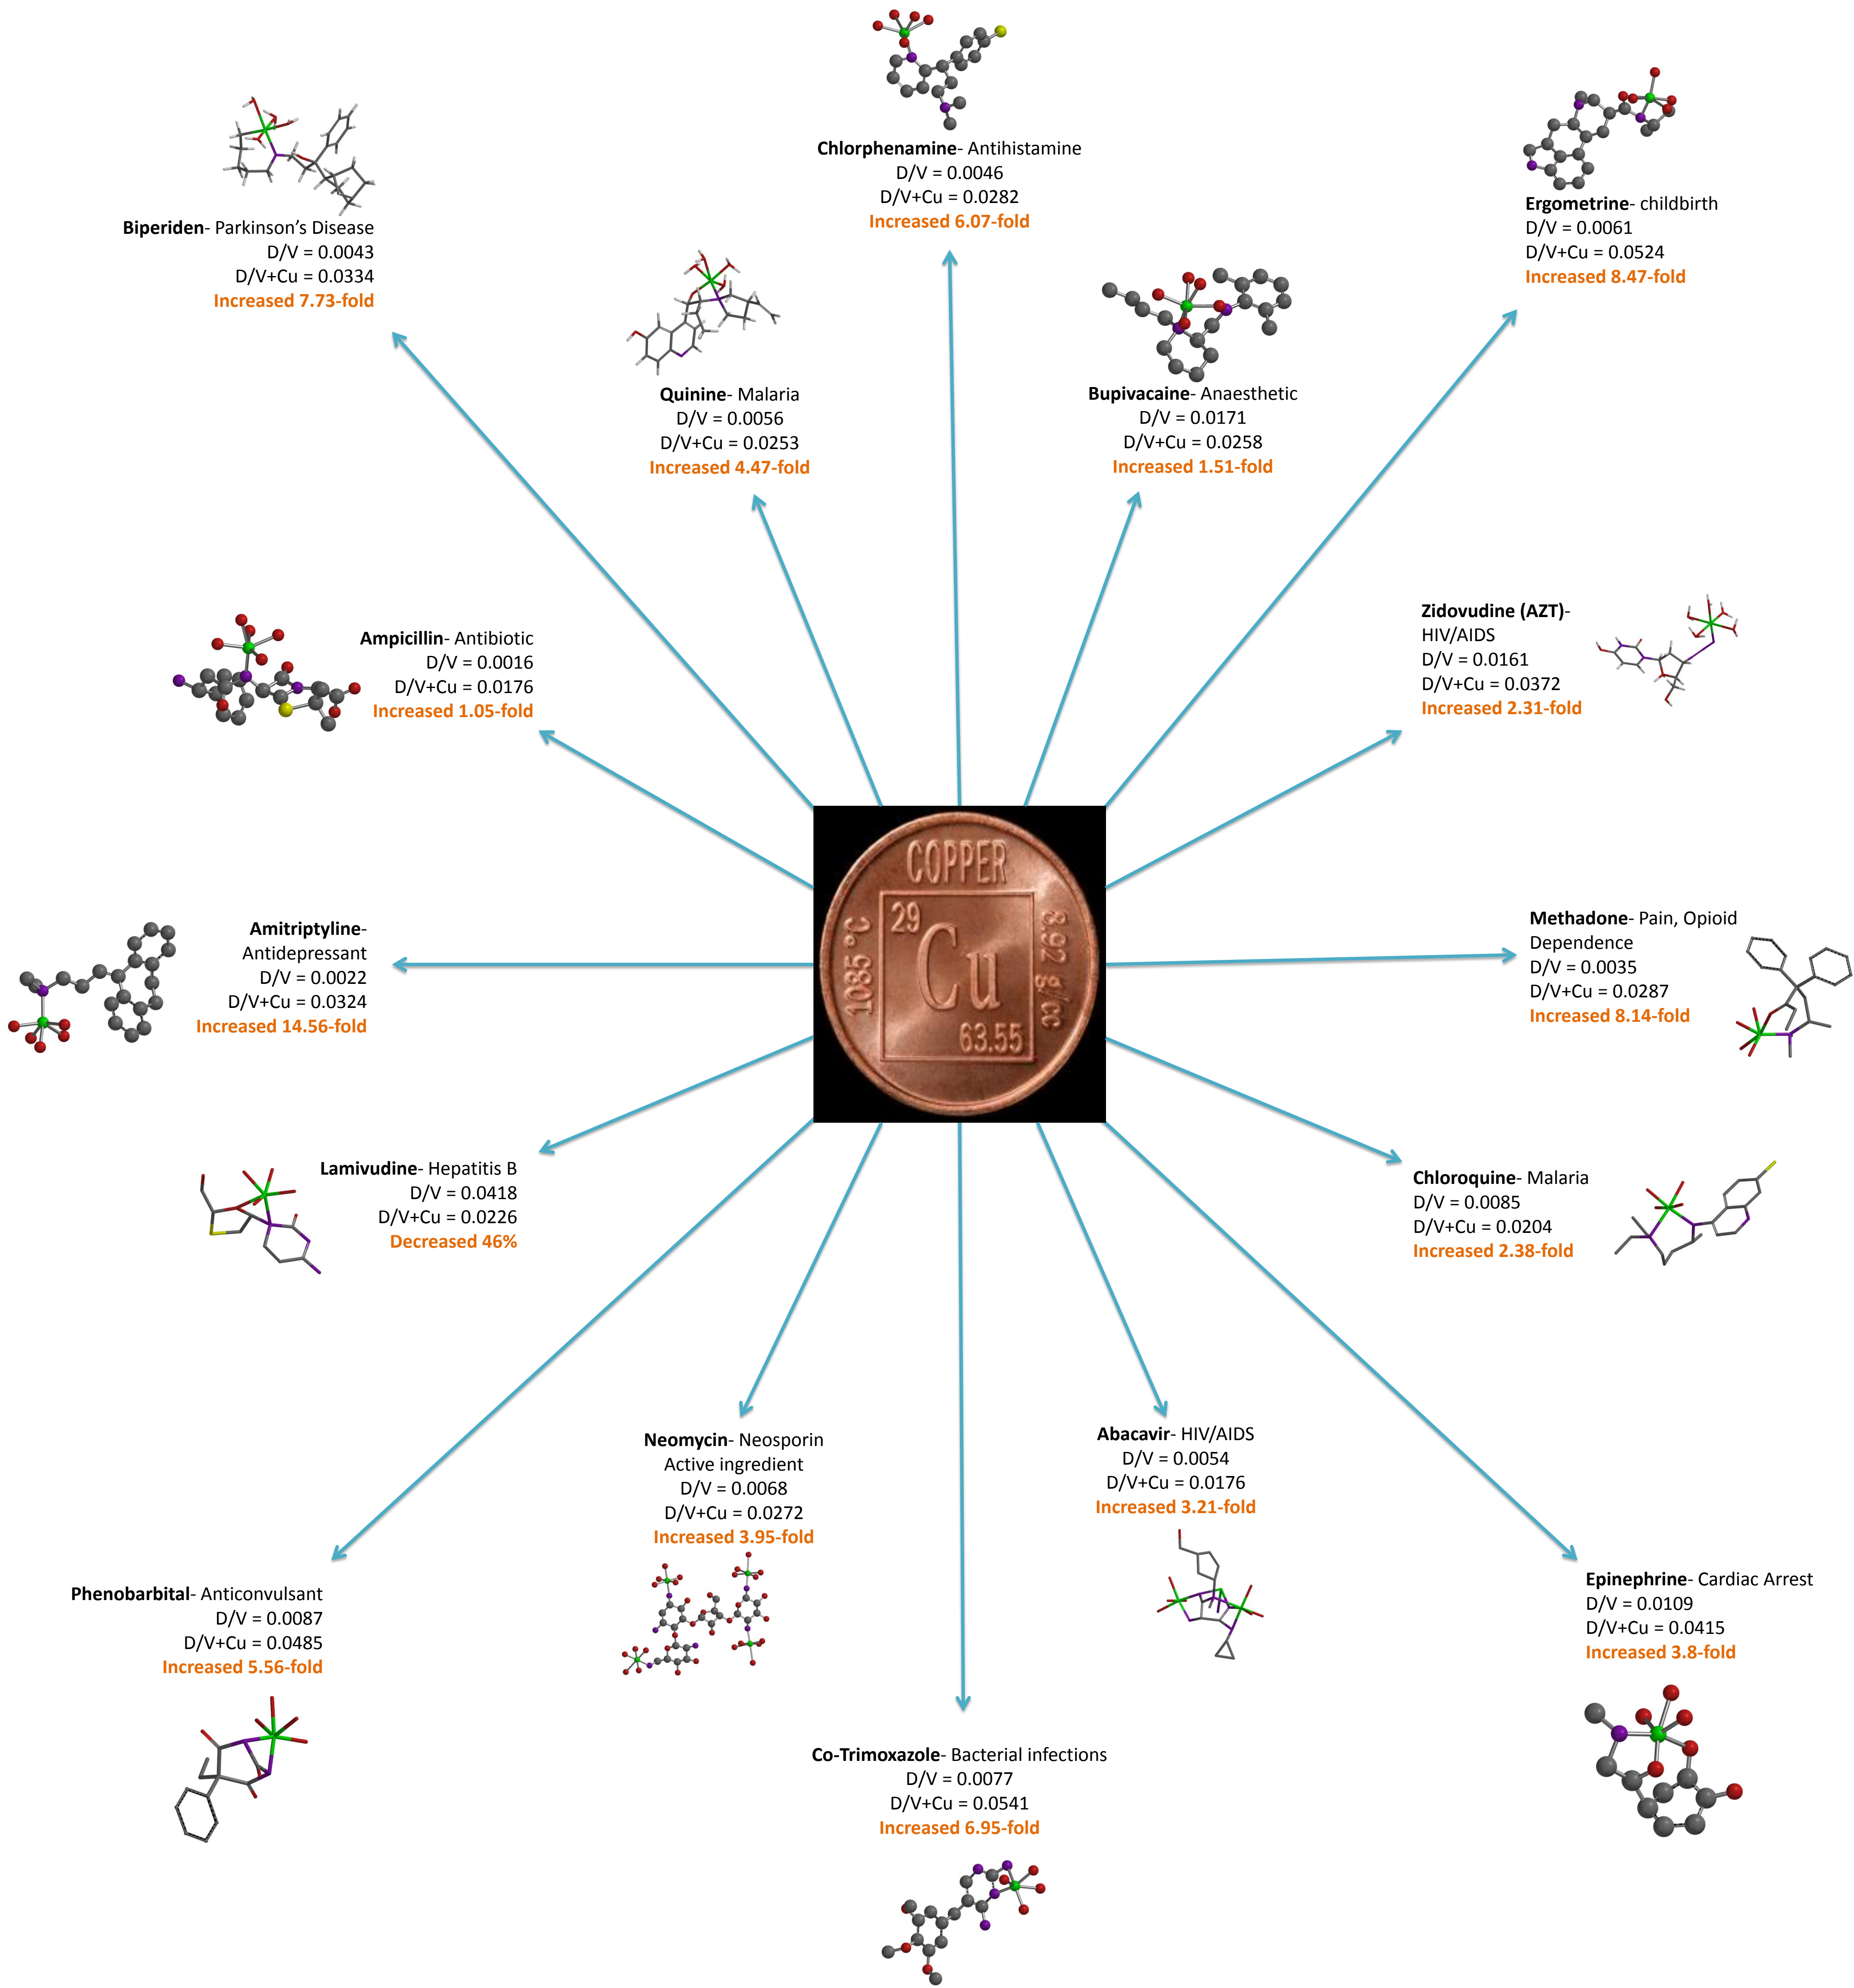 Chlorphenamine- Antihistamine
D/V = 0.0046
D/V+Cu = 0.0282
Increased 6.07-fold
Biperiden- Parkinson’s Disease
D/V = 0.0043
D/V+Cu = 0.0334
Increased 7.73-fold
Ergometrine- childbirth
D/V = 0.0061
D/V+Cu = 0.0524
Increased 8.47-fold
Quinine- Malaria
D/V = 0.0056
D/V+Cu = 0.0253
Increased 4.47-fold
Bupivacaine- Anaesthetic
D/V = 0.0171
D/V+Cu = 0.0258
Increased 1.51-fold
Ampicillin- Antibiotic
D/V = 0.0016
D/V+Cu = 0.0176
Increased 1.05-fold
Zidovudine (AZT)-
HIV/AIDS
D/V = 0.0161
D/V+Cu = 0.0372
Increased 2.31-fold
Amitriptyline-
Antidepressant
D/V = 0.0022
D/V+Cu = 0.0324
Increased 14.56-fold
COPPER
29
Cu
63.55
1085 °C
8.92 g/cc
Methadone- Pain, Opioid
Dependence
D/V = 0.0035
D/V+Cu = 0.0287
Increased 8.14-fold
Lamivudine- Hepatitis B
D/V = 0.0418
D/V+Cu = 0.0226
Decreased 46%
Chloroquine- Malaria
D/V = 0.0085
D/V+Cu = 0.0204
Increased 2.38-fold
Neomycin- Neosporin
Active ingredient
D/V = 0.0068
D/V+Cu = 0.0272
Increased 3.95-fold
Abacavir- HIV/AIDS
D/V = 0.0054
D/V+Cu = 0.0176
Increased 3.21-fold
Phenobarbital- Anticonvulsant
D/V = 0.0087
D/V+Cu = 0.0485
Increased 5.56-fold
Epinephrine- Cardiac Arrest
D/V = 0.0109
D/V+Cu = 0.0415
Increased 3.8-fold
Co-Trimoxazole- Bacterial infections
D/V = 0.0077
D/V+Cu = 0.0541
Increased 6.95-fold